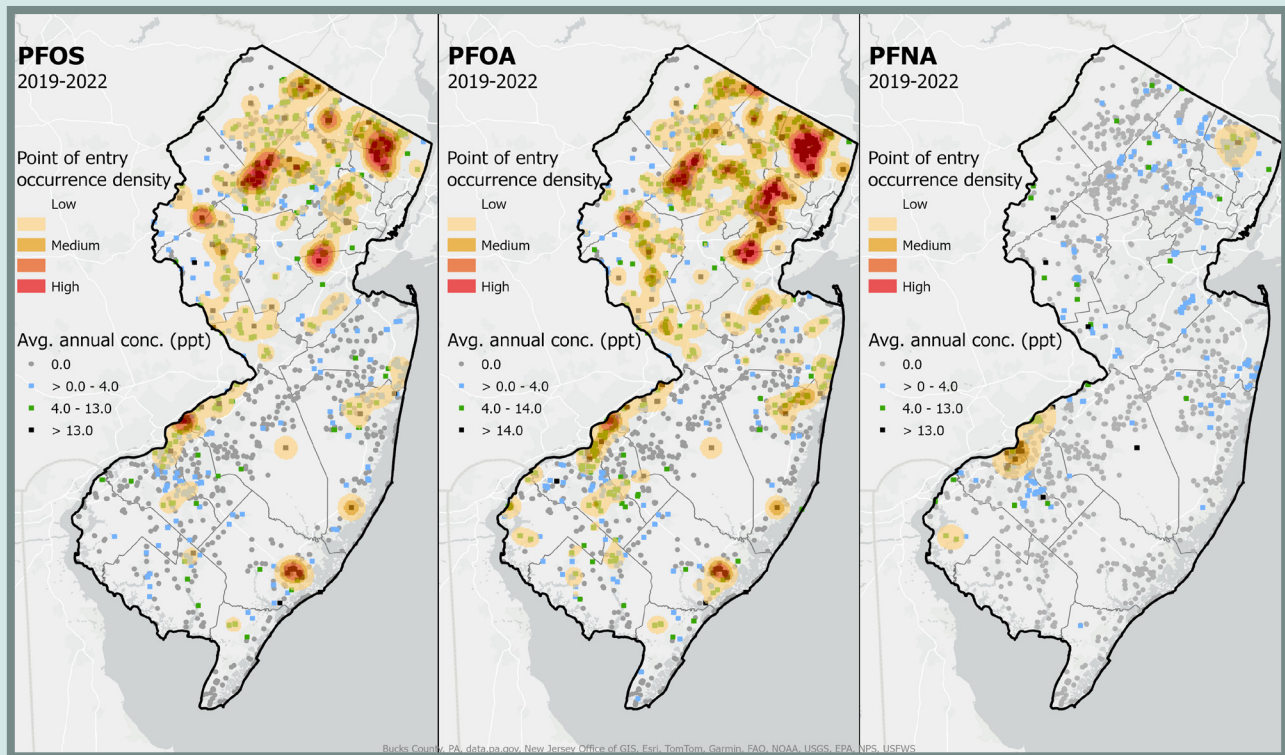 PFOS
2019-2022
Point of entry
occurrence density
Low
Medium
High
Avg. annual conc. (ppt)
0.0
> 0.0 - 4.0
4.0 - 13.0
> 13.0
PFOA
2019-2022
Point of entry
occurrence density
Low
Medium
High
Avg. annual conc. (ppt)
0.0
> 0.0 - 4.0
4.0 - 14.0
> 14.0
PFNA
2019-2022
Point of entry
occurrence density
Low
Medium
High
Avg. annual conc. (ppt)
0.0
> 0.0 - 4.0
4.0 - 13.0
> 13.0
Bucks County, PA, data.pa.gov, New Jersey Office of GIS, Esri, TomTom, Garmin, FAO, NOAA, USGS, EPA, NPS, USFWS